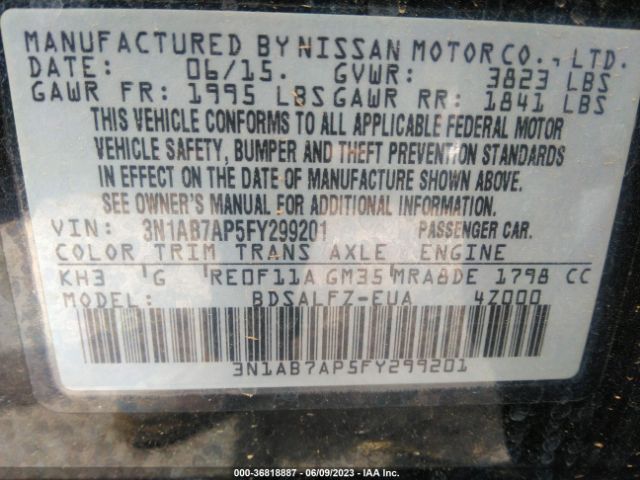 MANUFACTURED BY NISSAN MOTOR CO., LTD.
DATE: 06/15. GVWR: 3823 LBS
GAWR FR: 1995 LBS GAWR RR: 1841 LBS
THIS VEHICLE CONFORMS TO ALL APPLICABLE FEDERAL MOTOR
VEHICLE SAFETY, BUMPER AND THEFT PREVENTION STANDARDS
IN EFFECT ON THE DATE OF MANUFACTURE SHOWN ABOVE.
SEE OWNER'S MANUAL FOR ADDITIONAL INFORMATION.
VIN: 3N1AB7AP5FY299201 PASSENGER CAR.
COLOR TRIM TRANS AXLE ENGINE
KH3 G RE0F11A GM35 MRA8DE 1798 CC
MODEL: BDSALFZ-EUA 4Z000
3N1AB7AP5FY299201
000-36818887 - 06/09/2023 - IAA Inc.